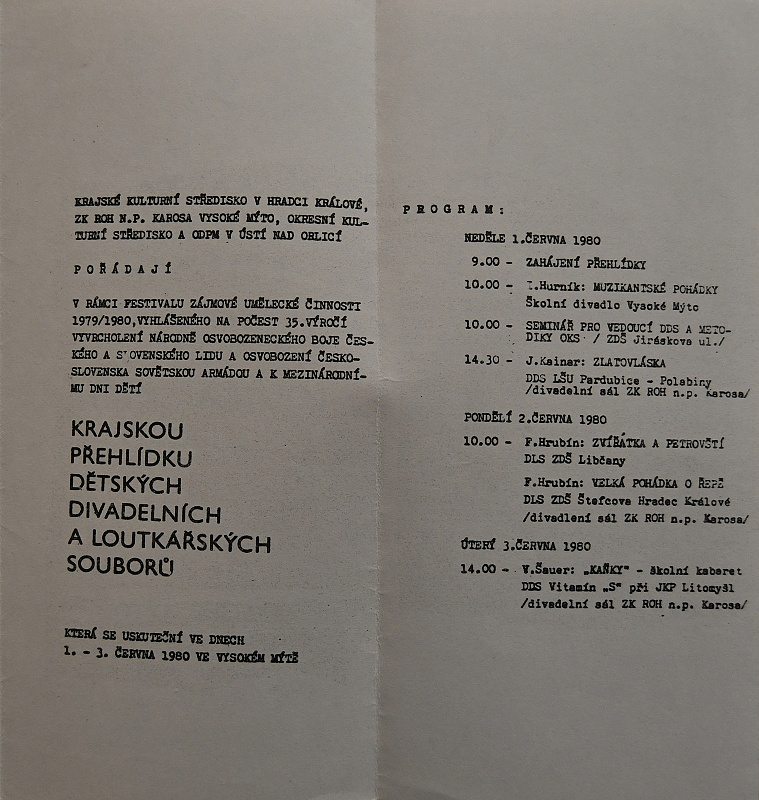 KRAJSKÉ KULTURNÍ STŘEDISKO V HRADCI KRÁLOVÉ,
ZK ROH N.P. KAROSA VYSOKÉ MÝTO, OKRESNÍ KUL-
TURNÍ STŘEDISKO A ODPM V ÚSTÍ NAD ORLICÍ
POŘÁDAJÍ
V RÁMCI FESTIVALU ZÁJMOVÉ UMĚLECKÉ ČINNOSTI
1979/1980, VYHLÁŠENÉHO NA POČEST 35.VÝROČÍ
VYVRCHOLENÍ NÁRODNĚ OSVOBOZENECKÉHO BOJE ČES-
KÉHO A SLOVENSKÉHO LIDU A OSVOBOZENÍ ČESKO-
SLOVENSKA SOVĚTSKOU ARMÁDOU A K MEZINÁRODNÍ-
MU DNI DĚTÍ
KRAJSKOU
PŘEHLÍDKU
DĚTSKÝCH
DIVADELNÍCH
A LOUTKÁŘSKÝCH
SOUBORŮ
KTERÁ SE USKUTEČNÍ VE DNECH
1. – 3. ČERVNA 1980 VE VYSOKÉM MÝTĚ
PROGRAM:
NEDĚLE 1.ČERVNA 1980
9.00 – ZAHÁJENÍ PŘEHLÍDKY
10.00 – I.Hurník: MUZIKANTSKÉ POHÁDKY
Školní divadlo Vysoké Mýto
10.00 – SEMINÁŘ PRO VEDOUCÍ DDS A METO-
DIKY OKS / ZDŠ Jiráskova ul./
14.30 – J.Kainar: ZLATOVLÁSKA
DDS LŠU Pardubice – Polabiny
/divadelní sál ZK ROH n.p. Karosa/
PONDĚLÍ 2.ČERVNA 1980
10.00 – F.Hrubín: ZVÍŘÁTKA A PETROVŠTÍ
DLS ZDŠ Libčany
F.Hrubín: VELKÁ POHÁDKA O ŘEPĚ
DLS ZDŠ Štefcova Hradec Králové
/divadlení sál ZK ROH n.p. Karosa/
ÚTERÝ 3.ČERVNA 1980
14.00 – V.Šauer: „KAŇKY" – školní kabaret
DDS Vitamín „S" při JKP Litomyšl
/divadelní sál ZK ROH n.p. Karosa/